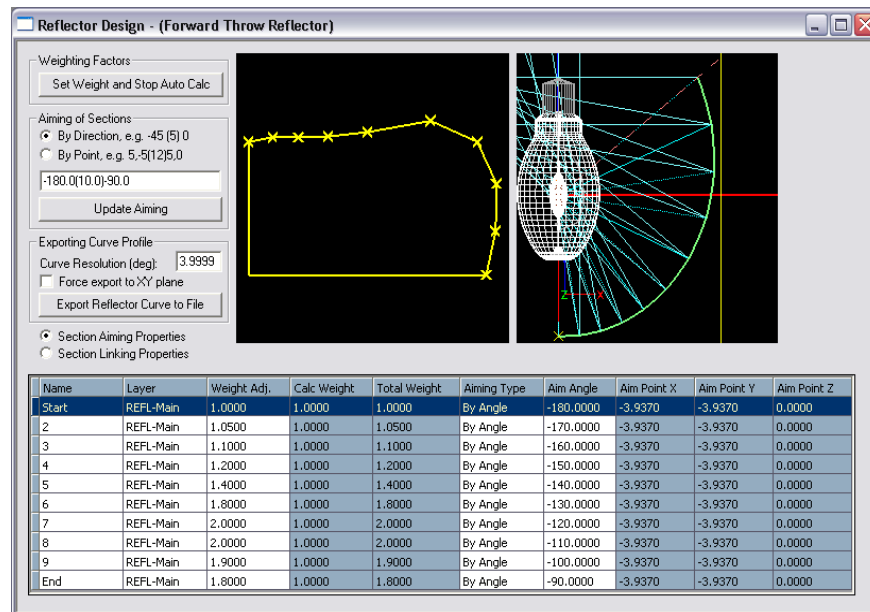 Reflector Design - (Forward Throw Reflector)
Weighting Factors
Set Weight and Stop Auto Calc
Aiming of Sections
By Direction, e.g. -45 (5) 0
By Point, e.g. 5,-5(12)5,0
-180.0(10.0)-90.0
Update Aiming
Exporting Curve Profile
Curve Resolution (deg): 3.9999
Force export to XY plane
Export Reflector Curve to File
Section Aiming Properties
Section Linking Properties
Z X
Name Layer Weight Adj. Calc Weight Total Weight Aiming Type Aim Angle Aim Point X Aim Point Y Aim Point Z
Start REFL-Main 1.0000 1.0000 1.0000 By Angle -180.0000 -3.9370 -3.9370 0.0000
2 REFL-Main 1.0500 1.0000 1.0500 By Angle -170.0000 -3.9370 -3.9370 0.0000
3 REFL-Main 1.1000 1.0000 1.1000 By Angle -160.0000 -3.9370 -3.9370 0.0000
4 REFL-Main 1.2000 1.0000 1.2000 By Angle -150.0000 -3.9370 -3.9370 0.0000
5 REFL-Main 1.4000 1.0000 1.4000 By Angle -140.0000 -3.9370 -3.9370 0.0000
6 REFL-Main 1.8000 1.0000 1.8000 By Angle -130.0000 -3.9370 -3.9370 0.0000
7 REFL-Main 2.0000 1.0000 2.0000 By Angle -120.0000 -3.9370 -3.9370 0.0000
8 REFL-Main 2.0000 1.0000 2.0000 By Angle -110.0000 -3.9370 -3.9370 0.0000
9 REFL-Main 1.9000 1.0000 1.9000 By Angle -100.0000 -3.9370 -3.9370 0.0000
End REFL-Main 1.8000 1.0000 1.8000 By Angle -90.0000 -3.9370 -3.9370 0.0000